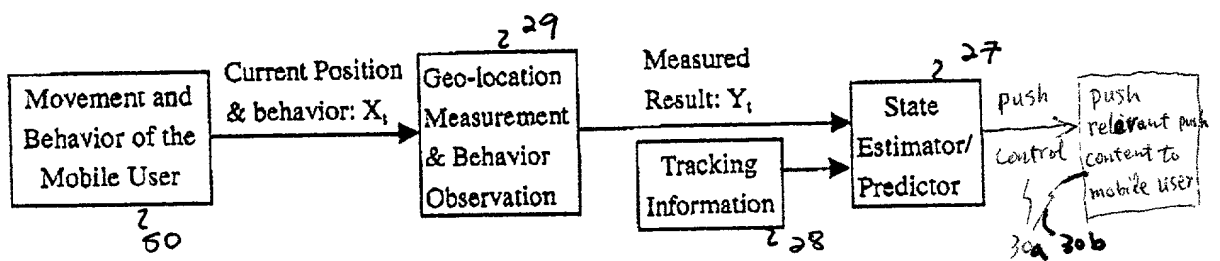 Movement and
Behavior of the
Mobile User
50
Current Position
& behavior: Xt
29
Geo-location
Measurement
& Behavior
Observation
Measured
Result: Yt
Tracking
Information
28
27
State
Estimator/
Predictor
push
control
30a
push
relevant push
content to
mobile user
30b